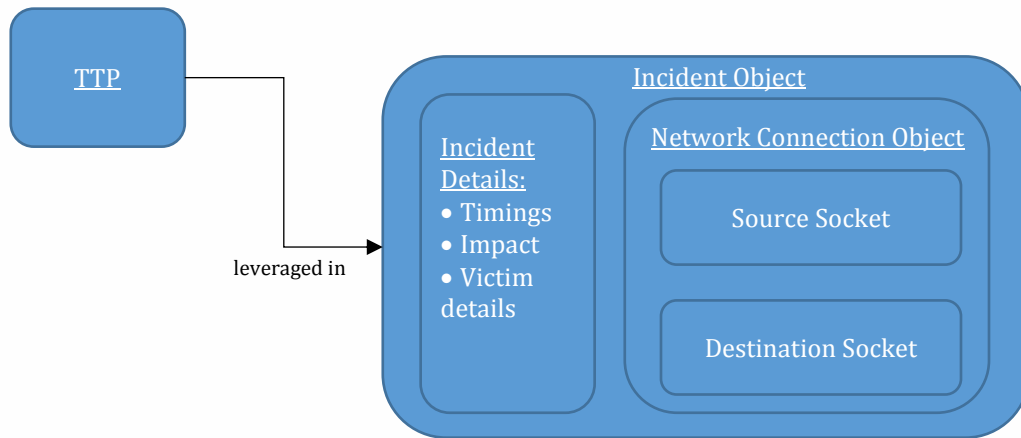 TTP
leveraged in
Incident Object
Incident
Details:
• Timings
• Impact
• Victim
details
Network Connection Object
Source Socket
Destination Socket